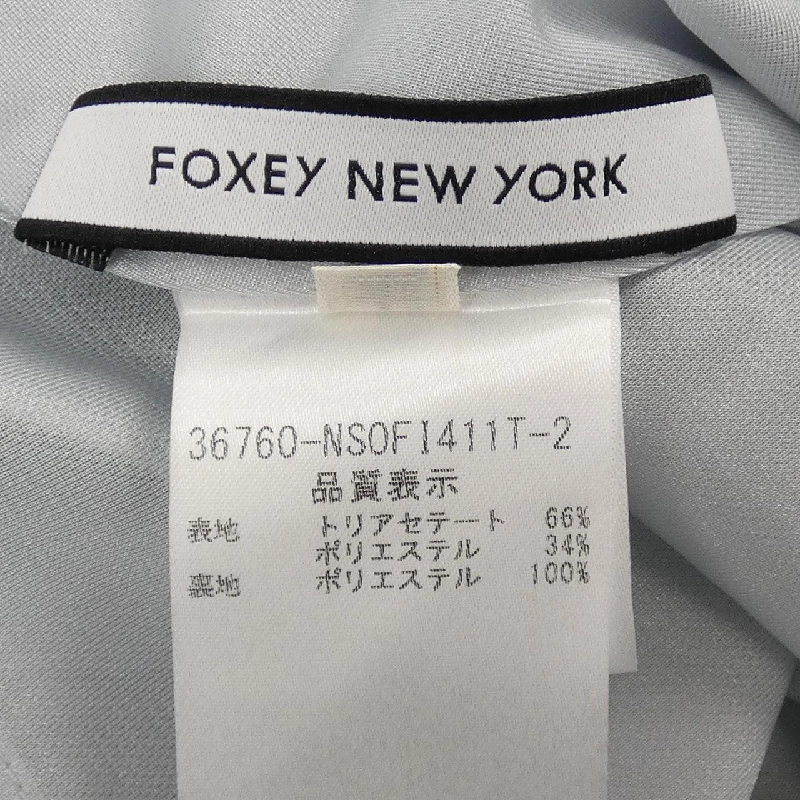 FOXEY NEW YORK
36760-NSOFI411T-2
品質表示
表地 トリアセテート 66%
ポリエステル 34%
裏地 ポリエステル 100%